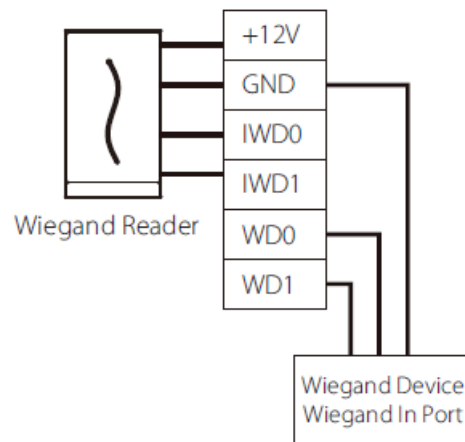 +12V
GND
IWD0
IWD1
Wiegand Reader
WD0
WD1
Wiegand Device
Wiegand In Port